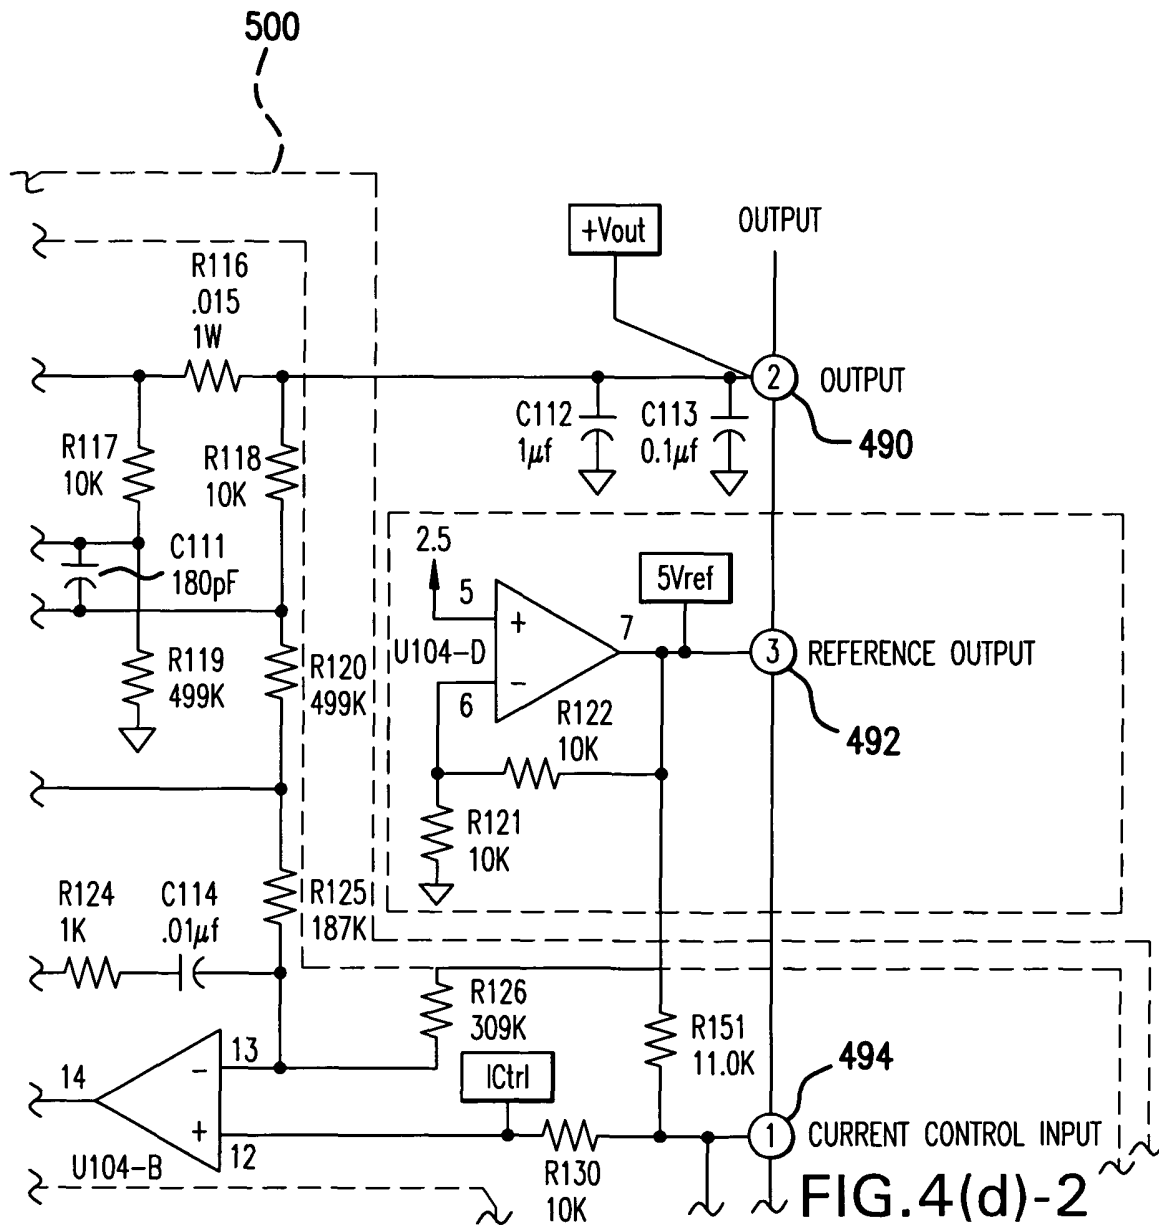 500
+Vout
OUTPUT
R116
.015
1W
2
OUTPUT
490
R117
10K
R118
10K
C112
1µf
C113
0.1µf
C111
180pF
2.5
5
+
U104-D
-
6
7
5Vref
3
REFERENCE OUTPUT
492
R119
499K
R120
499K
R122
10K
R121
10K
R124
1K
C114
.01µf
R125
187K
R126
309K
R151
11.0K
494
14
13
-
+
12
U104-B
ICtrl
R130
10K
1
CURRENT CONTROL INPUT
FIG.4(d)-2